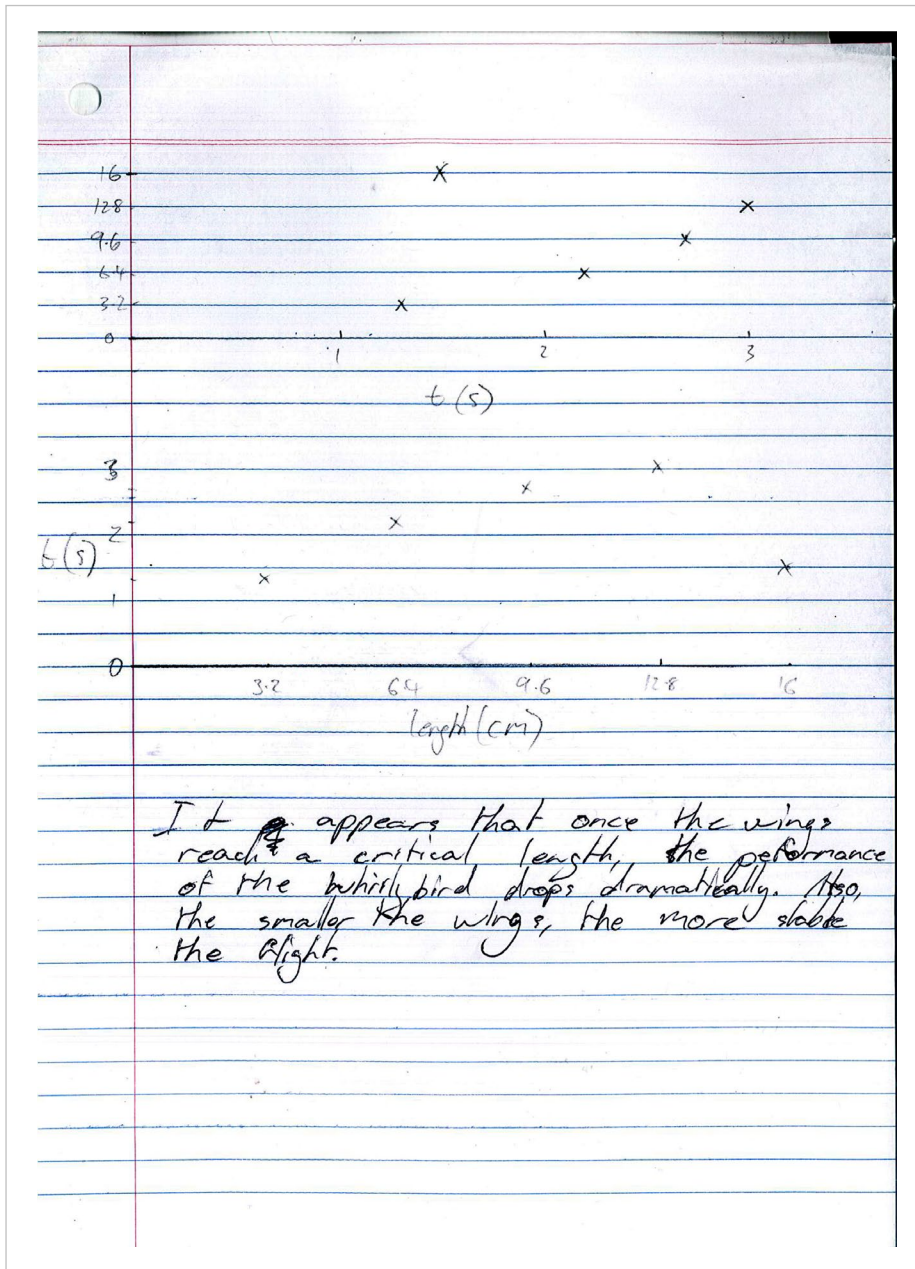 16
12.8
9.6
6.4
3.2
0
1 2 3
t (s)
3
2
t (s)
1
0
3.2 6.4 9.6 12.8 16
length (cm)
It appears that once the wings
reach a critical length, the performance
of the whirlybird drops dramatically. Also,
the smaller the wings, the more stable
the flight.